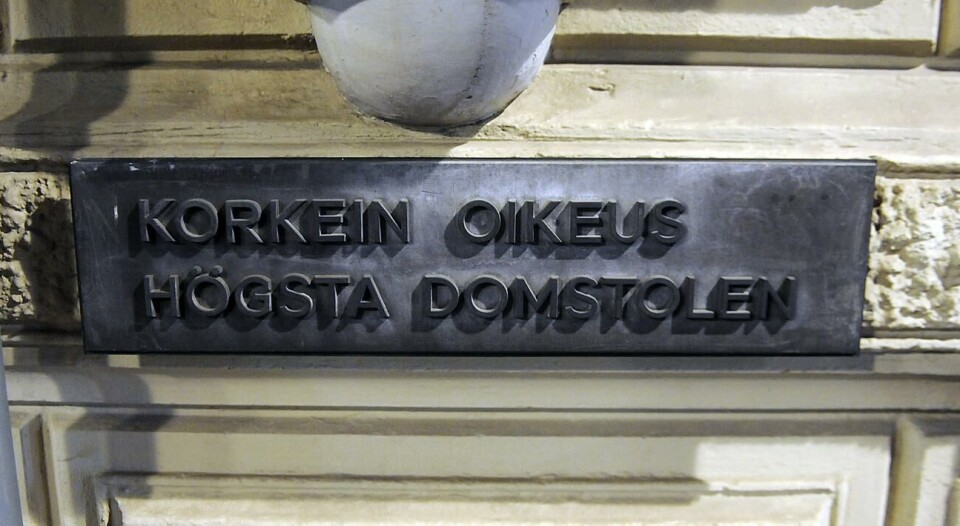 KORKEIN OIKEUS
HÖGSTA DOMSTOLEN